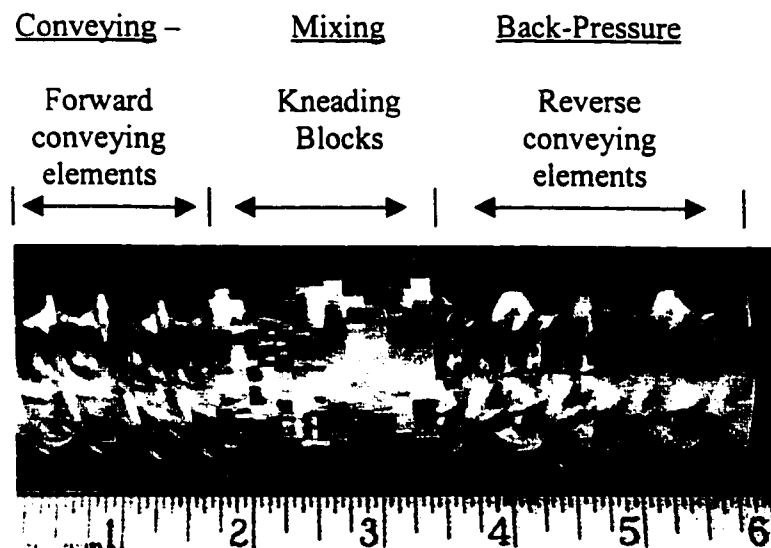 Conveying – Mixing Back-Pressure
Forward Kneading Reverse
conveying Blocks conveying
elements elements
1 2 3 4 5 6